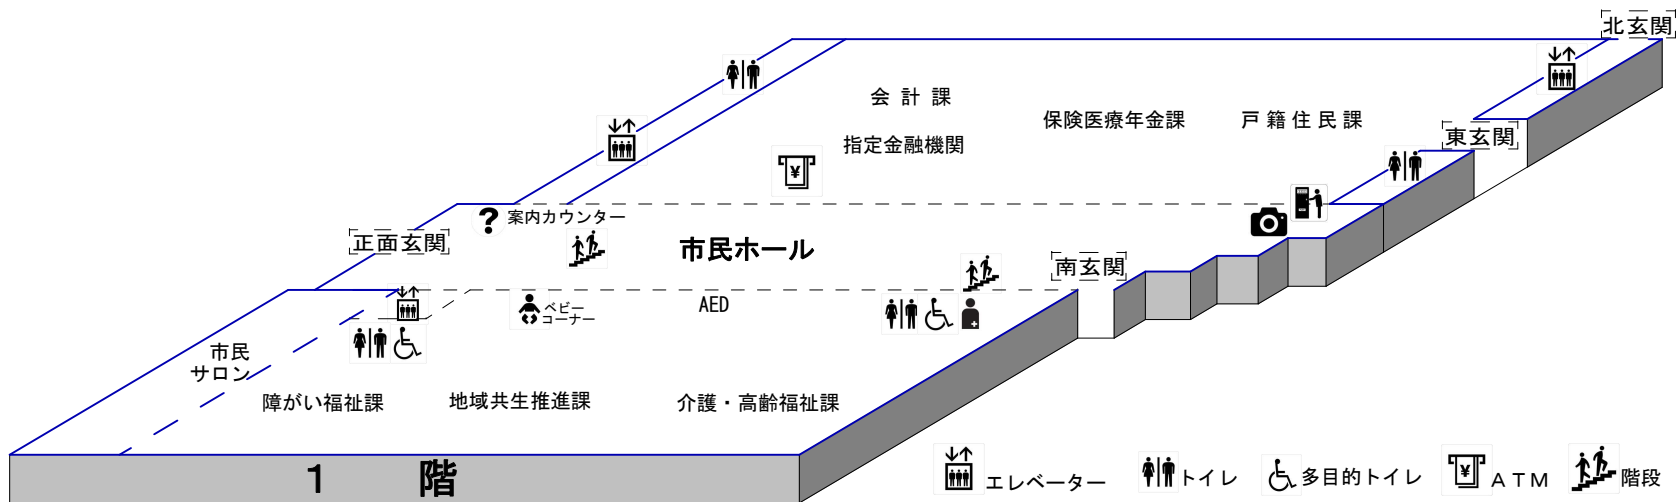 北玄関
会計課
保険医療年金課
戸籍住民課
東玄関
指定金融機関
¥
? 案内カウンター
正面玄関
市民ホール
南玄関
ベビー
コーナー
AED
市民
サロン
障がい福祉課
地域共生推進課
介護・高齢福祉課
1 階
エレベーター
トイレ
多目的トイレ
¥ ATM
階段